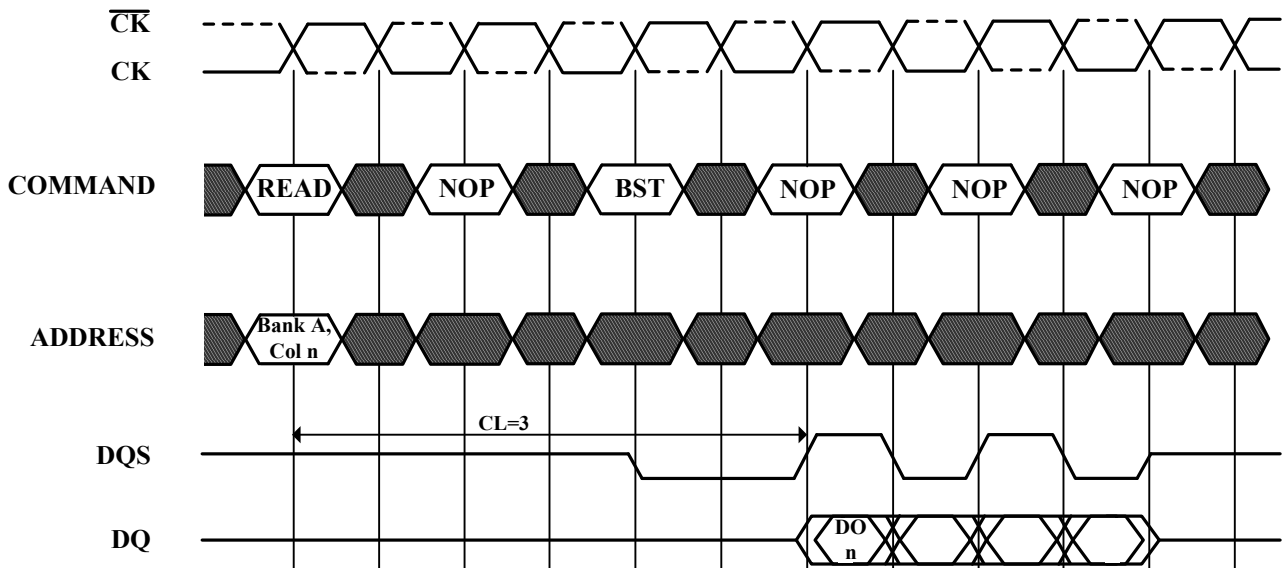 CK
CK
COMMAND READ NOP BST NOP NOP NOP
ADDRESS Bank A,
Col n
CL=3
DQS
DQ DO
n